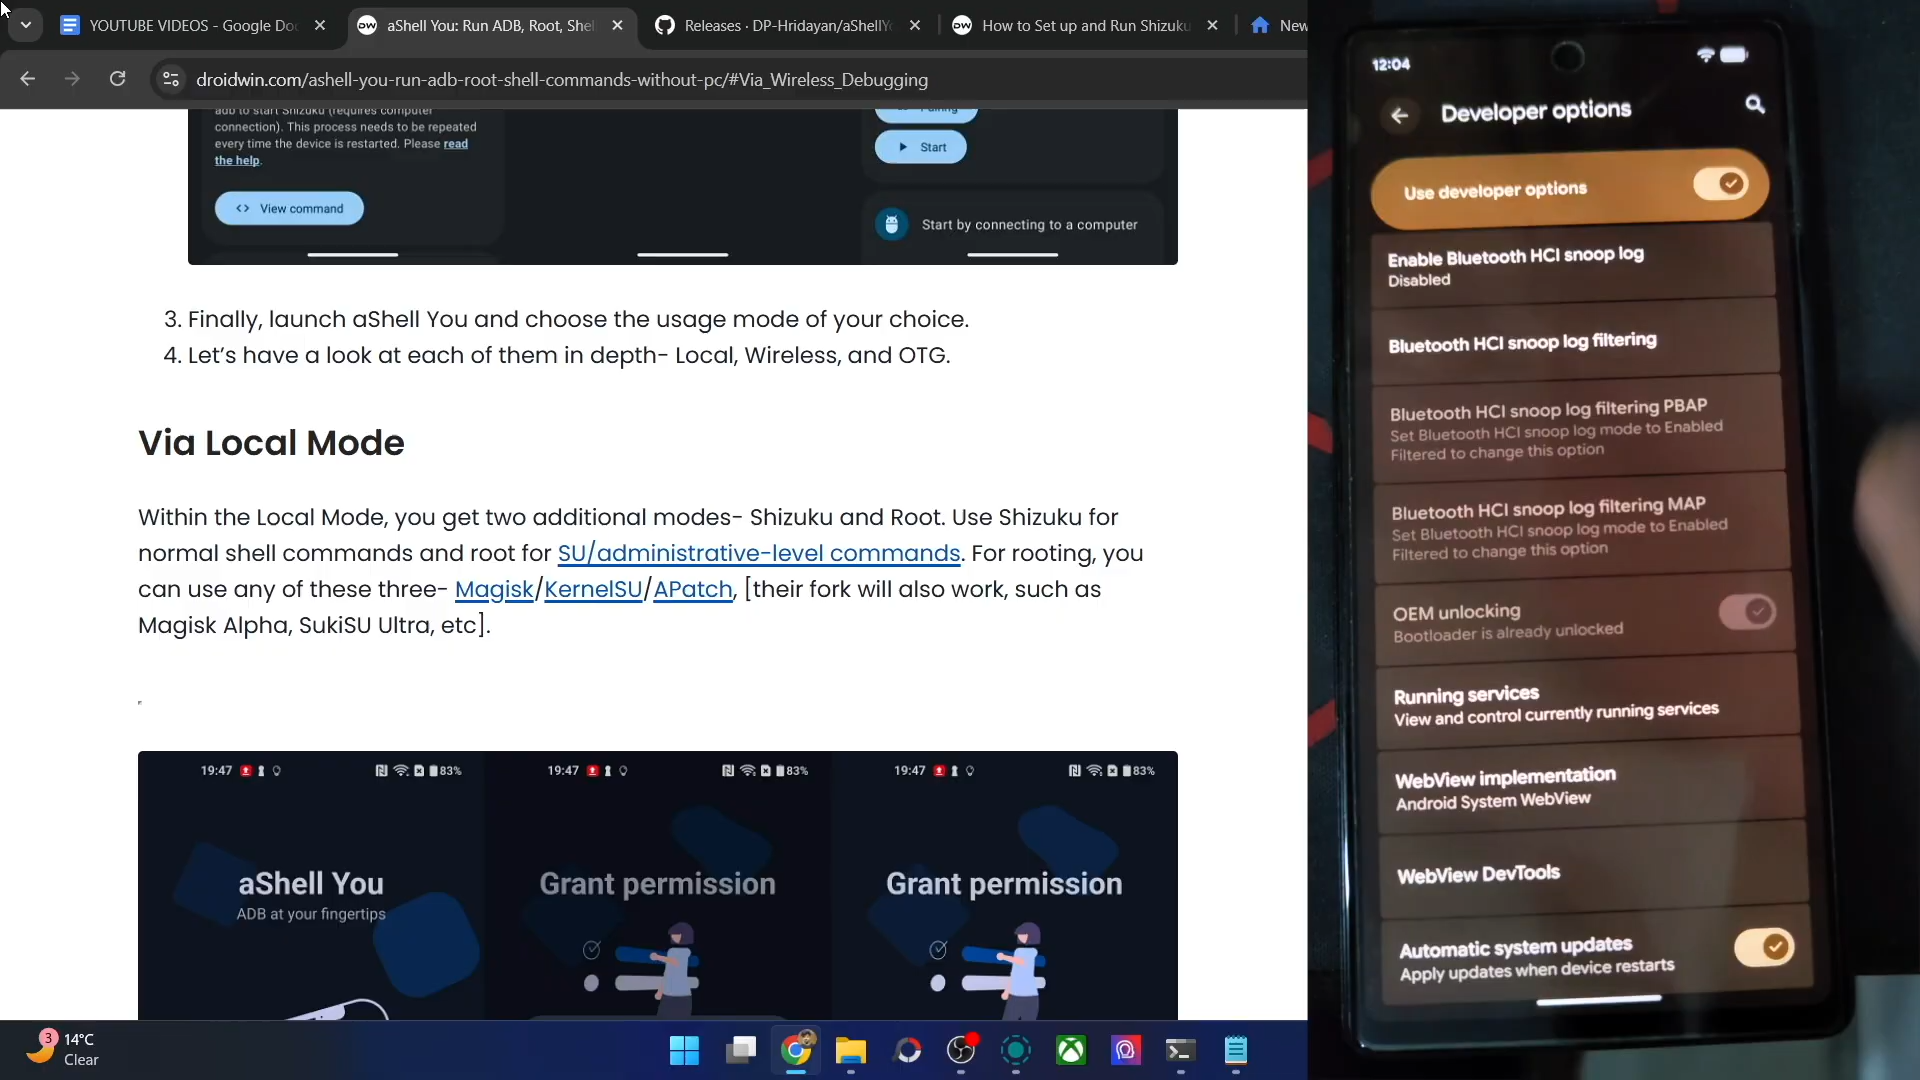 YOUTUBE VIDEOS - Google Doc
aShell You: Run ADB, Root, Shel
Releases · DP-Hridayan/aShellYo
How to Set up and Run Shizuku
New
droidwin.com/ashell-you-run-adb-root-shell-commands-without-pc/#Via_Wireless_Debugging
adb to start Shizuku (requires computer
connection). This process needs to be repeated
every time the device is restarted. Please read
the help.
View command
Pairing
Start
Start by connecting to a computer
3. Finally, launch aShell You and choose the usage mode of your choice.
4. Let's have a look at each of them in depth- Local, Wireless, and OTG.
Via Local Mode
Within the Local Mode, you get two additional modes- Shizuku and Root. Use Shizuku for
normal shell commands and root for SU/administrative-level commands. For rooting, you
can use any of these three- Magisk/KernelSU/APatch, [their fork will also work, such as
Magisk Alpha, SukiSU Ultra, etc].
19:47
83%
19:47
83%
19:47
83%
aShell You
ADB at your fingertips
Grant permission
Grant permission
3
14°C
Clear
12:04
Developer options
Use developer options
Enable Bluetooth HCI snoop log
Disabled
Bluetooth HCI snoop log filtering
Bluetooth HCI snoop log filtering PBAP
Set Bluetooth HCI snoop log mode to Enabled
Filtered to change this option
Bluetooth HCI snoop log filtering MAP
Set Bluetooth HCI snoop log mode to Enabled
Filtered to change this option
OEM unlocking
Bootloader is already unlocked
Running services
View and control currently running services
WebView implementation
Android System WebView
WebView DevTools
Automatic system updates
Apply updates when device restarts